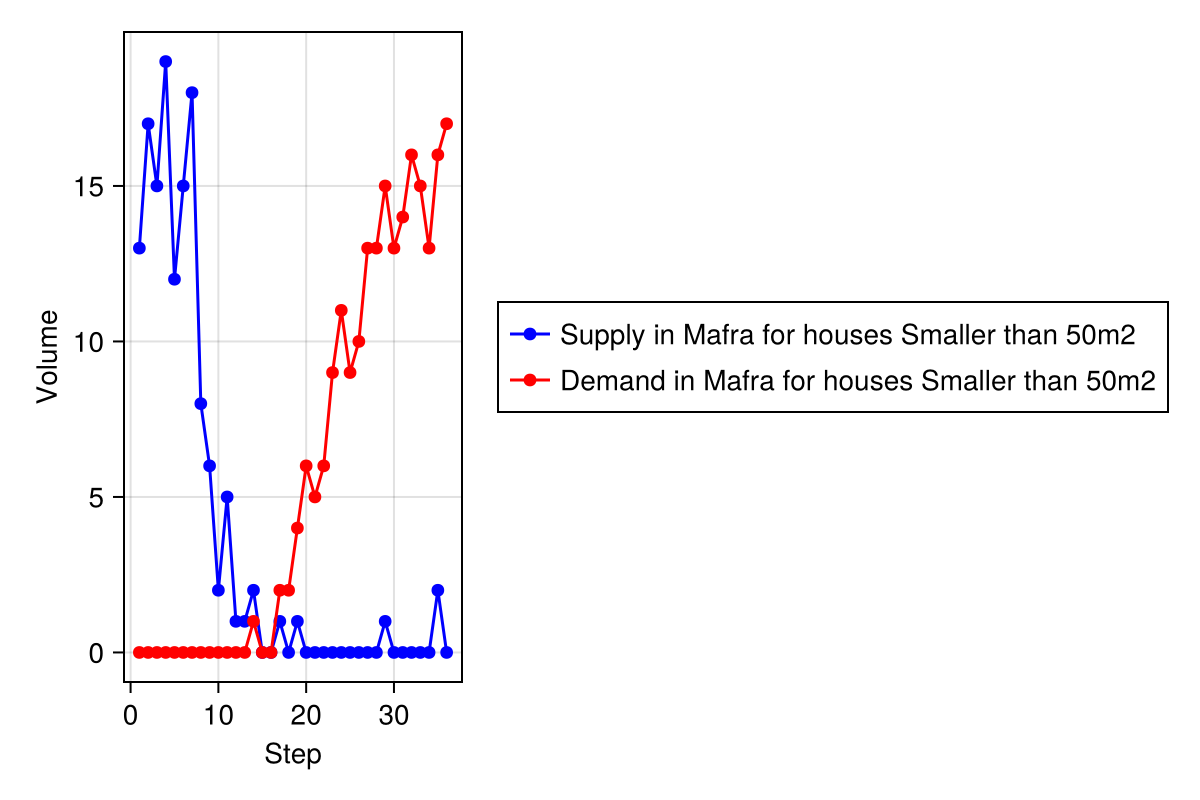 15
10
5
0
Volume
0 10 20 30
Step
Supply in Mafra for houses Smaller than 50m2
Demand in Mafra for houses Smaller than 50m2